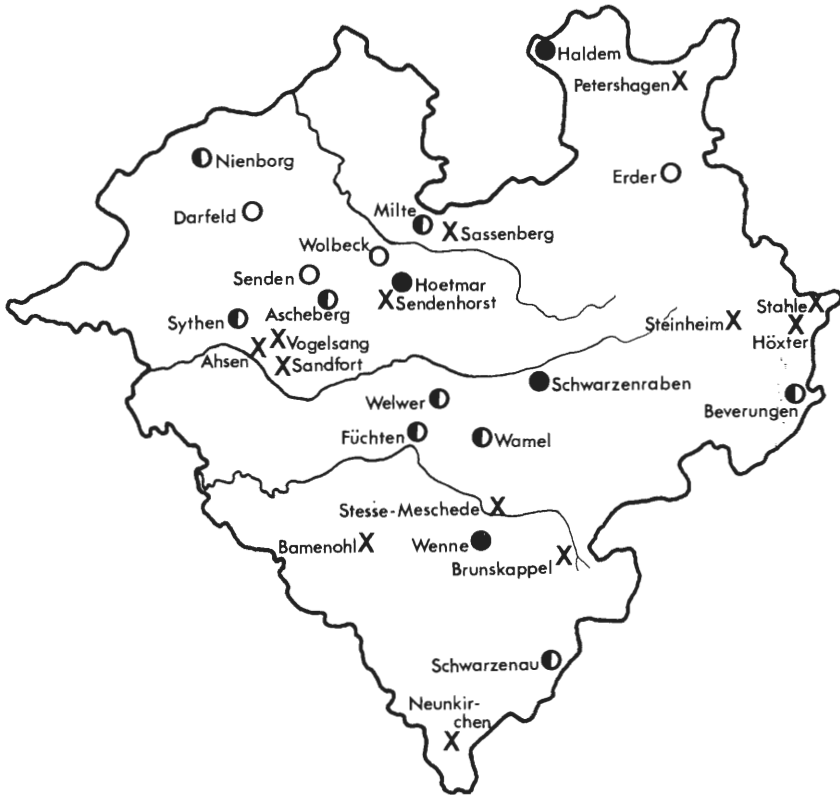 Haldem
Petershagen
Nienborg
Erder
Darfeld
Milte
Sassenberg
Wolbeck
Senden
Hoetmar
Sendenhorst
Ascheberg
Sythen
Stahle
Steinheim
Höxter
Vogelsang
Ahsen
Sandfort
Schwarzenraben
Welwer
Beverungen
Füchten
Wamel
Stesse-Meschede
Bamenohl
Wenne
Brunskappel
Schwarzenau
Neunkir-
chen